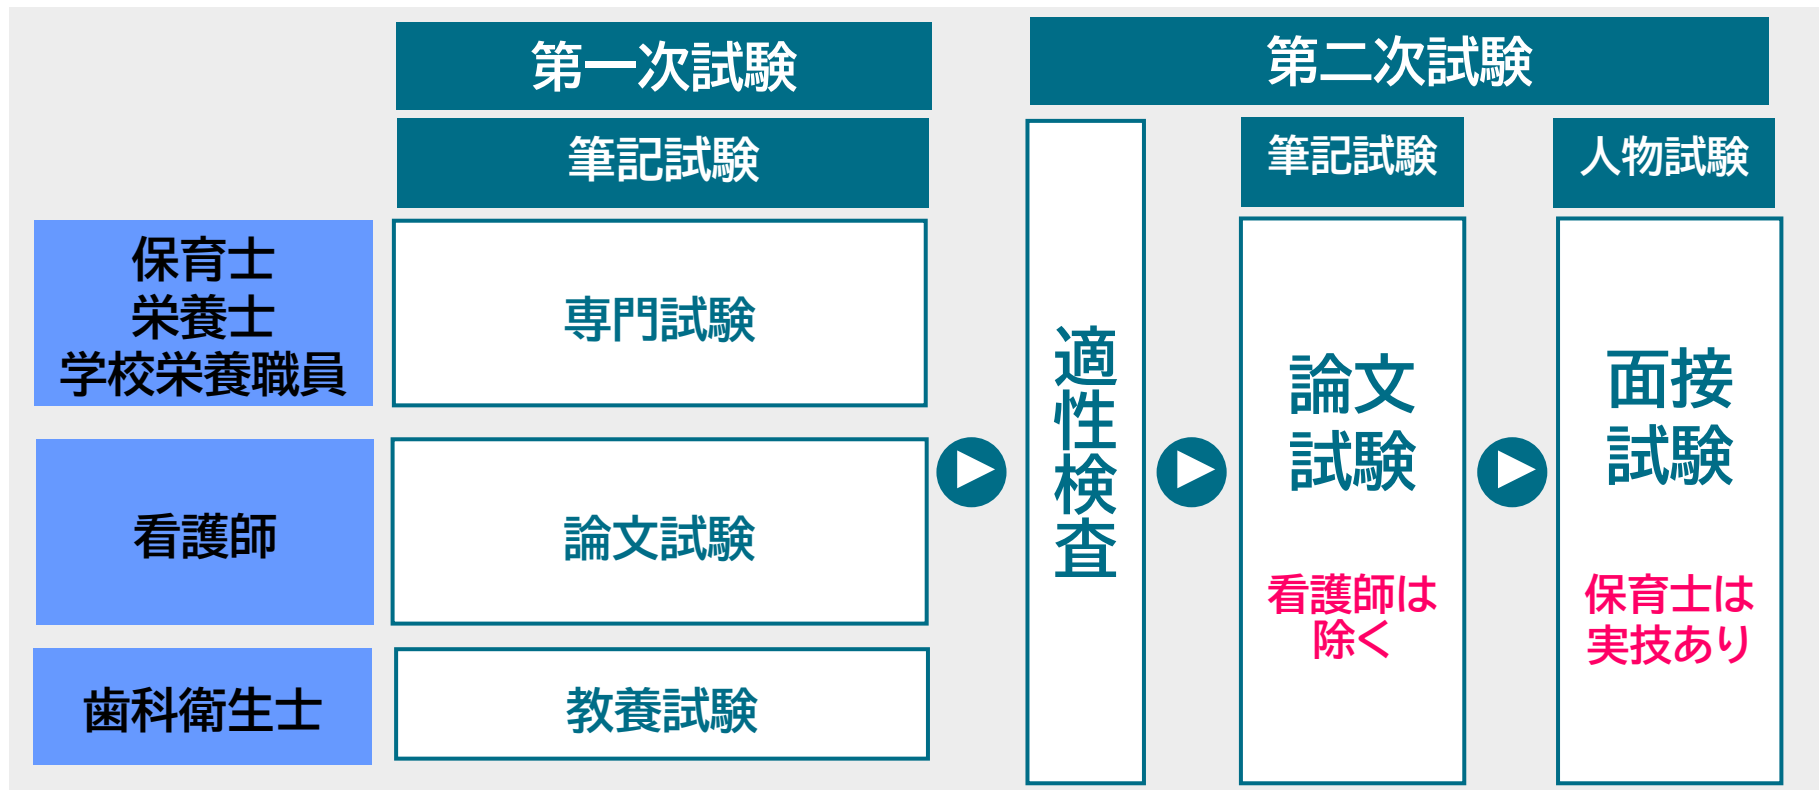 第一次試験
第二次試験
筆記試験
筆記試験
人物試験
保育士
栄養士
学校栄養職員
専門試験
看護師
論文試験
歯科衛生士
教養試験
適性検査
論文
試験
看護師は
除く
面接
試験
保育士は
実技あり